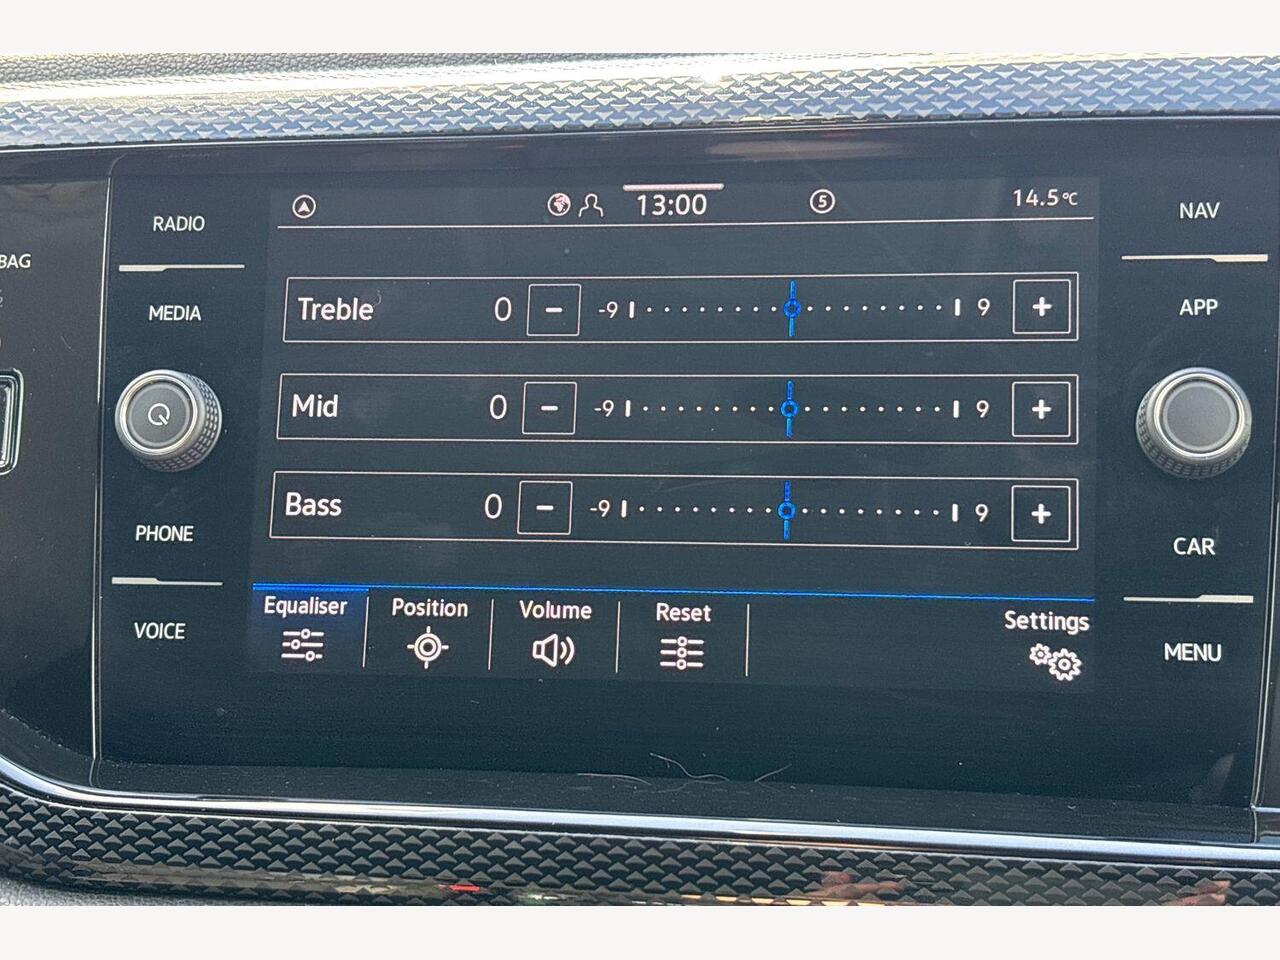 RADIO
BAG
MEDIA
PHONE
VOICE
13:00
5
14.5°C
Treble 0 - -9 9 +
Mid 0 - -9 9 +
Bass 0 - -9 9 +
Equaliser
Position
Volume
Reset
Settings
NAV
APP
CAR
MENU